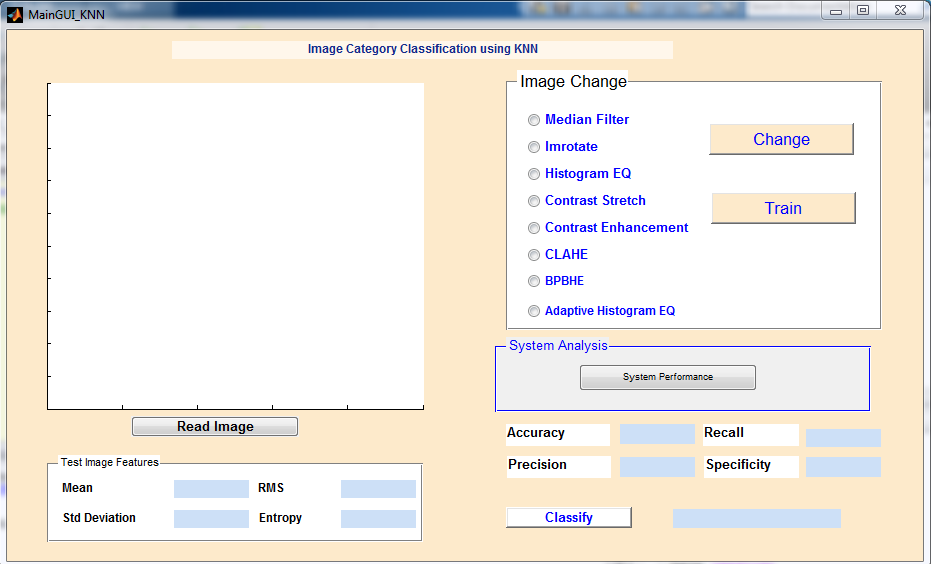 MainGUI_KNN
Image Category Classification using KNN
Image Change
Median Filter
Imrotate
Histogram EQ
Contrast Stretch
Contrast Enhancement
CLAHE
BPBHE
Adaptive Histogram EQ
Change
Train
System Analysis
System Performance
Read Image
Accuracy
Recall
Precision
Specificity
Test Image Features
Mean
RMS
Std Deviation
Entropy
Classify